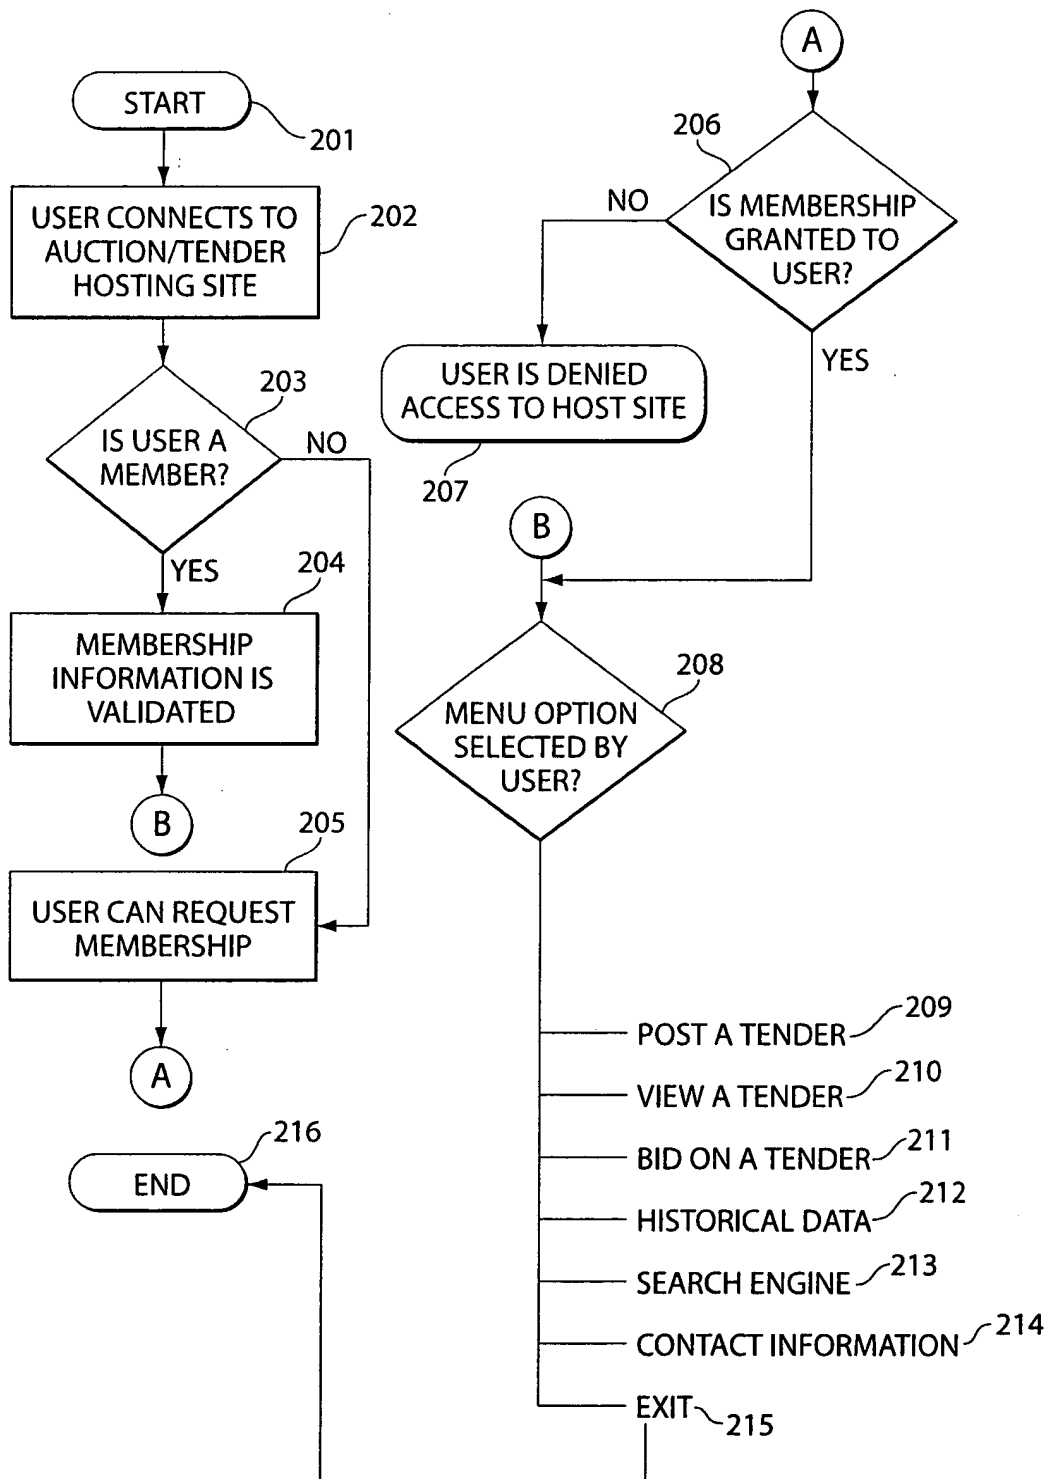 START
201
USER CONNECTS TO
AUCTION/TENDER
HOSTING SITE
202
IS USER A
MEMBER?
203
NO
YES
204
MEMBERSHIP
INFORMATION IS
VALIDATED
B
205
USER CAN REQUEST
MEMBERSHIP
A
216
END
A
206
IS MEMBERSHIP
GRANTED TO
USER?
NO
YES
USER IS DENIED
ACCESS TO HOST SITE
207
B
208
MENU OPTION
SELECTED BY
USER?
POST A TENDER 209
VIEW A TENDER 210
BID ON A TENDER 211
HISTORICAL DATA 212
SEARCH ENGINE 213
CONTACT INFORMATION 214
EXIT 215